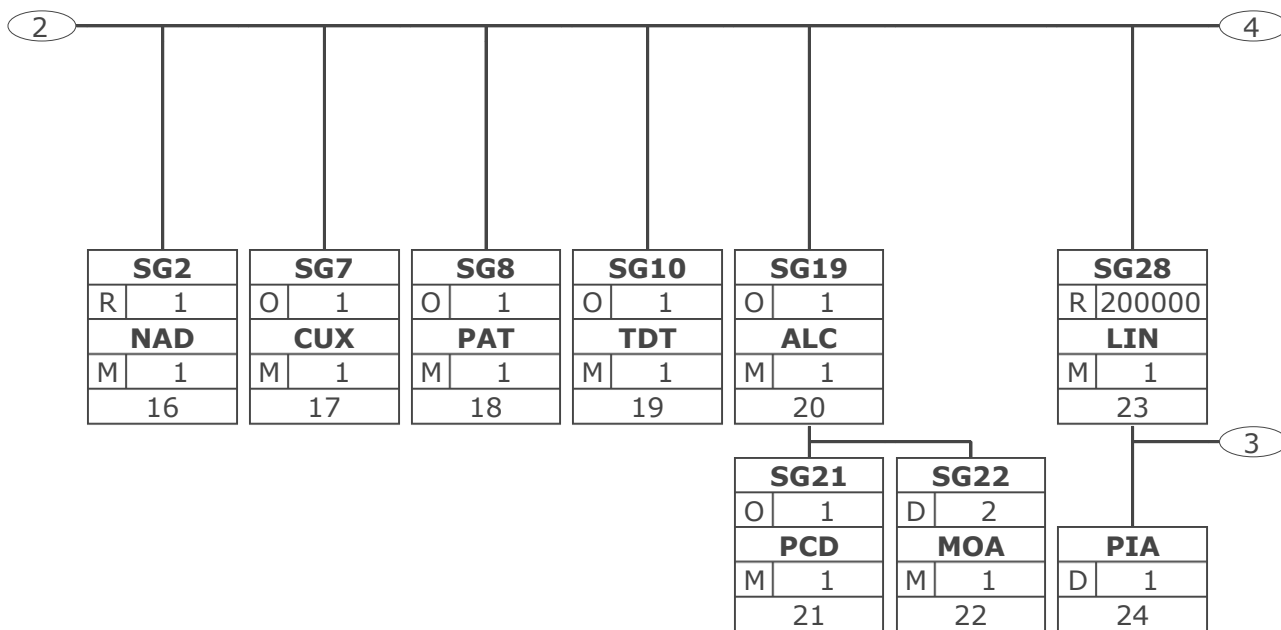 2 4
SG2 SG7 SG8 SG10 SG19 SG28
R 1 O 1 O 1 O 1 O 1 R 200000
NAD CUX PAT TDT ALC LIN
M 1 M 1 M 1 M 1 M 1 M 1
16 17 18 19 20 23
3
SG21 SG22
O 1 D 2
PCD MOA PIA
M 1 M 1 D 1
21 22 24